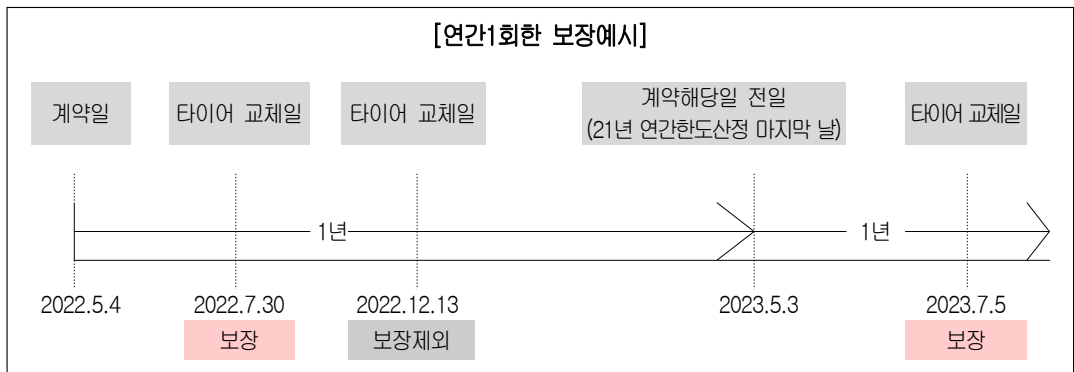 [연간1회한 보장예시]
계약일
타이어 교체일
타이어 교체일
계약해당일 전일
(21년 연간한도산정 마지막 날)
타이어 교체일
1년
1년
2022.5.4
2022.7.30
2022.12.13
2023.5.3
2023.7.5
보장
보장제외
보장